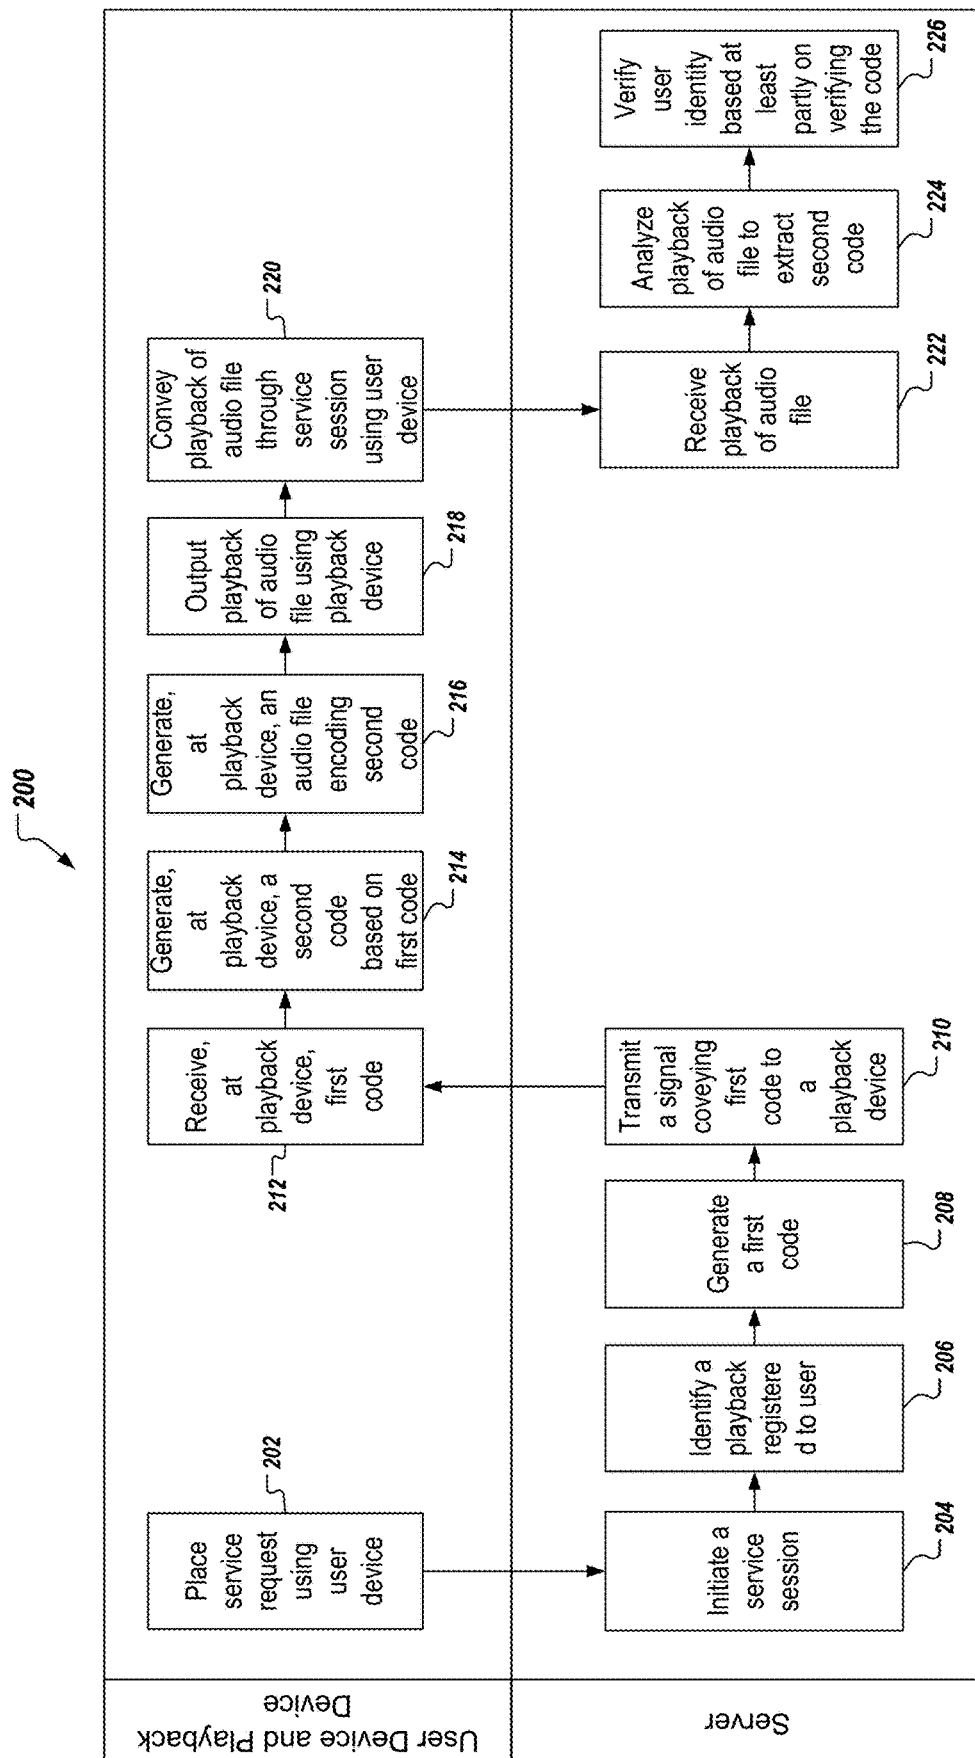 200
User Device and Playback
Device
Place
service
request
using
user
device
202
Receive,
at
playback
device,
first
code
212
Generate,
at
playback
device, a
second
code
based on
first code
214
Generate,
at
playback
device, an
audio file
encoding
second
code
216
Output
playback
of audio
file using
playback
device
218
Convey
playback of
audio file
through
service
session
using user
device
220
Server
Initiate a
service
session
204
Identify a
playback
registere
d to user
206
Generate
a first
code
208
Transmit
a signal
coveying
first
code to
a
playback
device
210
Receive
playback
of audio
file
222
Analyze
playback
of audio
file to
extract
second
code
224
Verify
user
identity
based at
least
partly on
verifying
the code
226